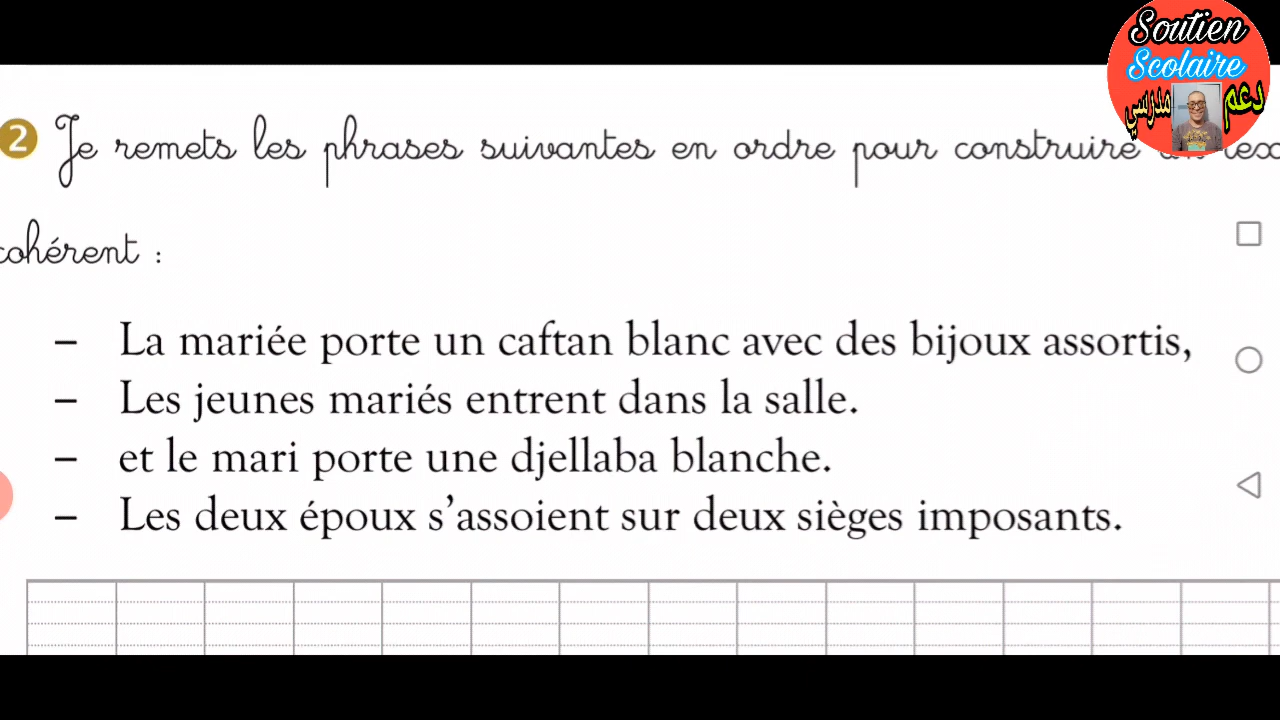 Soutien
Scolaire
دعم
مدرسي
2 Je remets les phrases suivantes en ordre pour construire
cohérent :
– La mariée porte un caftan blanc avec des bijoux assortis,
– Les jeunes mariés entrent dans la salle.
– et le mari porte une djellaba blanche.
– Les deux époux s’assoient sur deux sièges imposants.